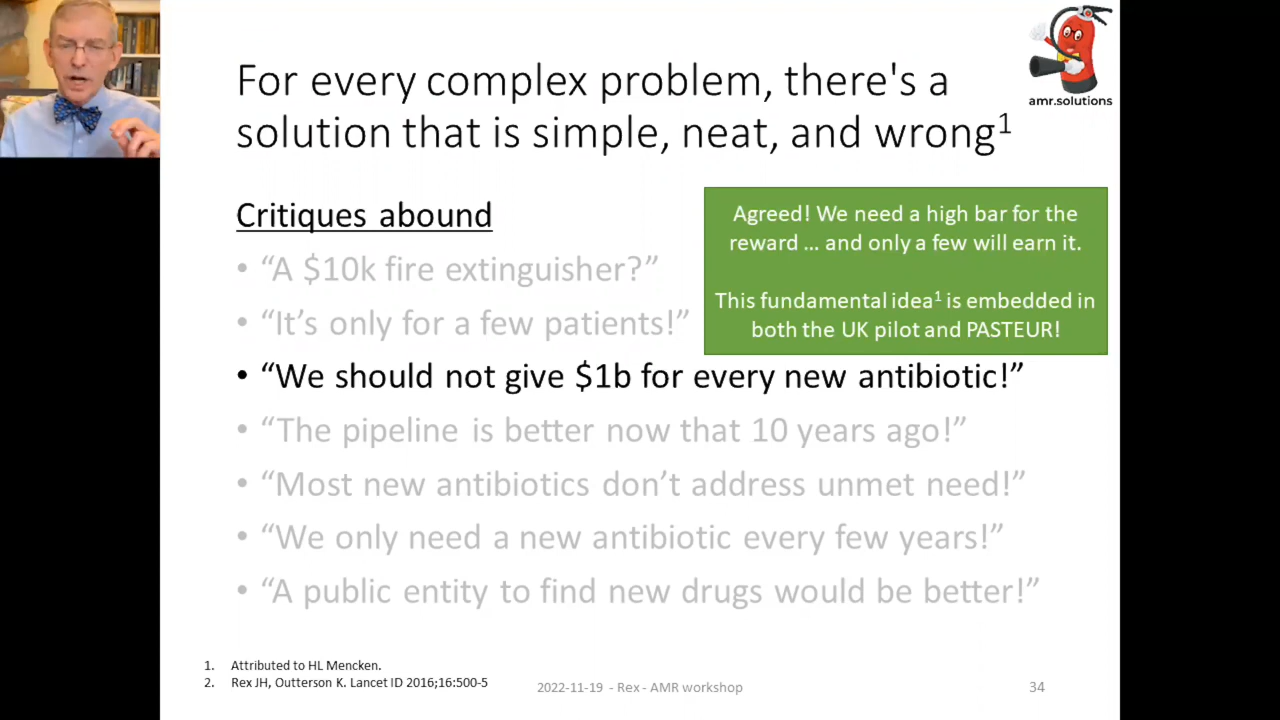 amr.solutions
For every complex problem, there's a
solution that is simple, neat, and wrong1
Critiques abound
• “A $10k fire extinguisher?”
• “It’s only for a few patients!”
Agreed! We need a high bar for the
reward ... and only a few will earn it.
This fundamental idea1 is embedded in
both the UK pilot and PASTEUR!
• “We should not give $1b for every new antibiotic!”
• “The pipeline is better now that 10 years ago!”
• “Most new antibiotics don’t address unmet need!”
• “We only need a new antibiotic every few years!”
• “A public entity to find new drugs would be better!”
1. Attributed to HL Mencken.
2. Rex JH, Outterson K. Lancet ID 2016;16:500-5
2022-11-19 - Rex - AMR workshop
34